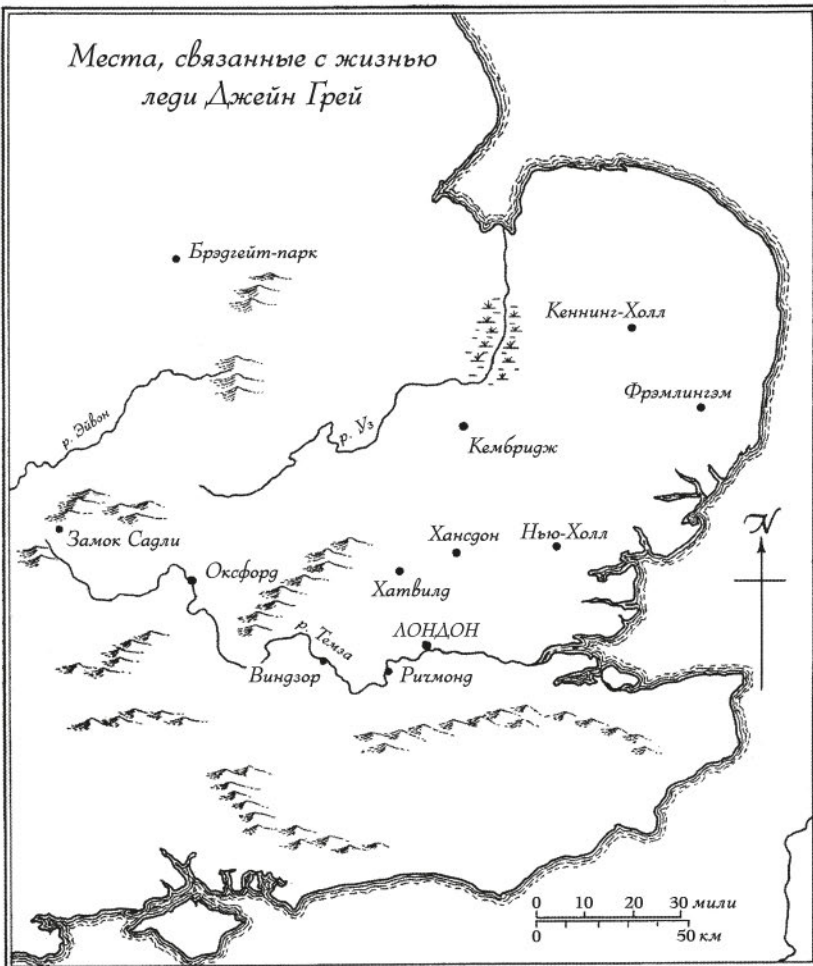 Места, связанные с жизнью
леди Джейн Грей
Брэдгейт-парк
Кеннинг-Холл
Фрэмлингэм
р. Эйвон
р. Уз
Кембридж
N
Замок Садли
Хансдон
Нью-Холл
Оксфорд
Хатвилд
р. Темза
ЛОНДОН
Виндзор
Ричмонд
0 10 20 30 мили
0 50 км